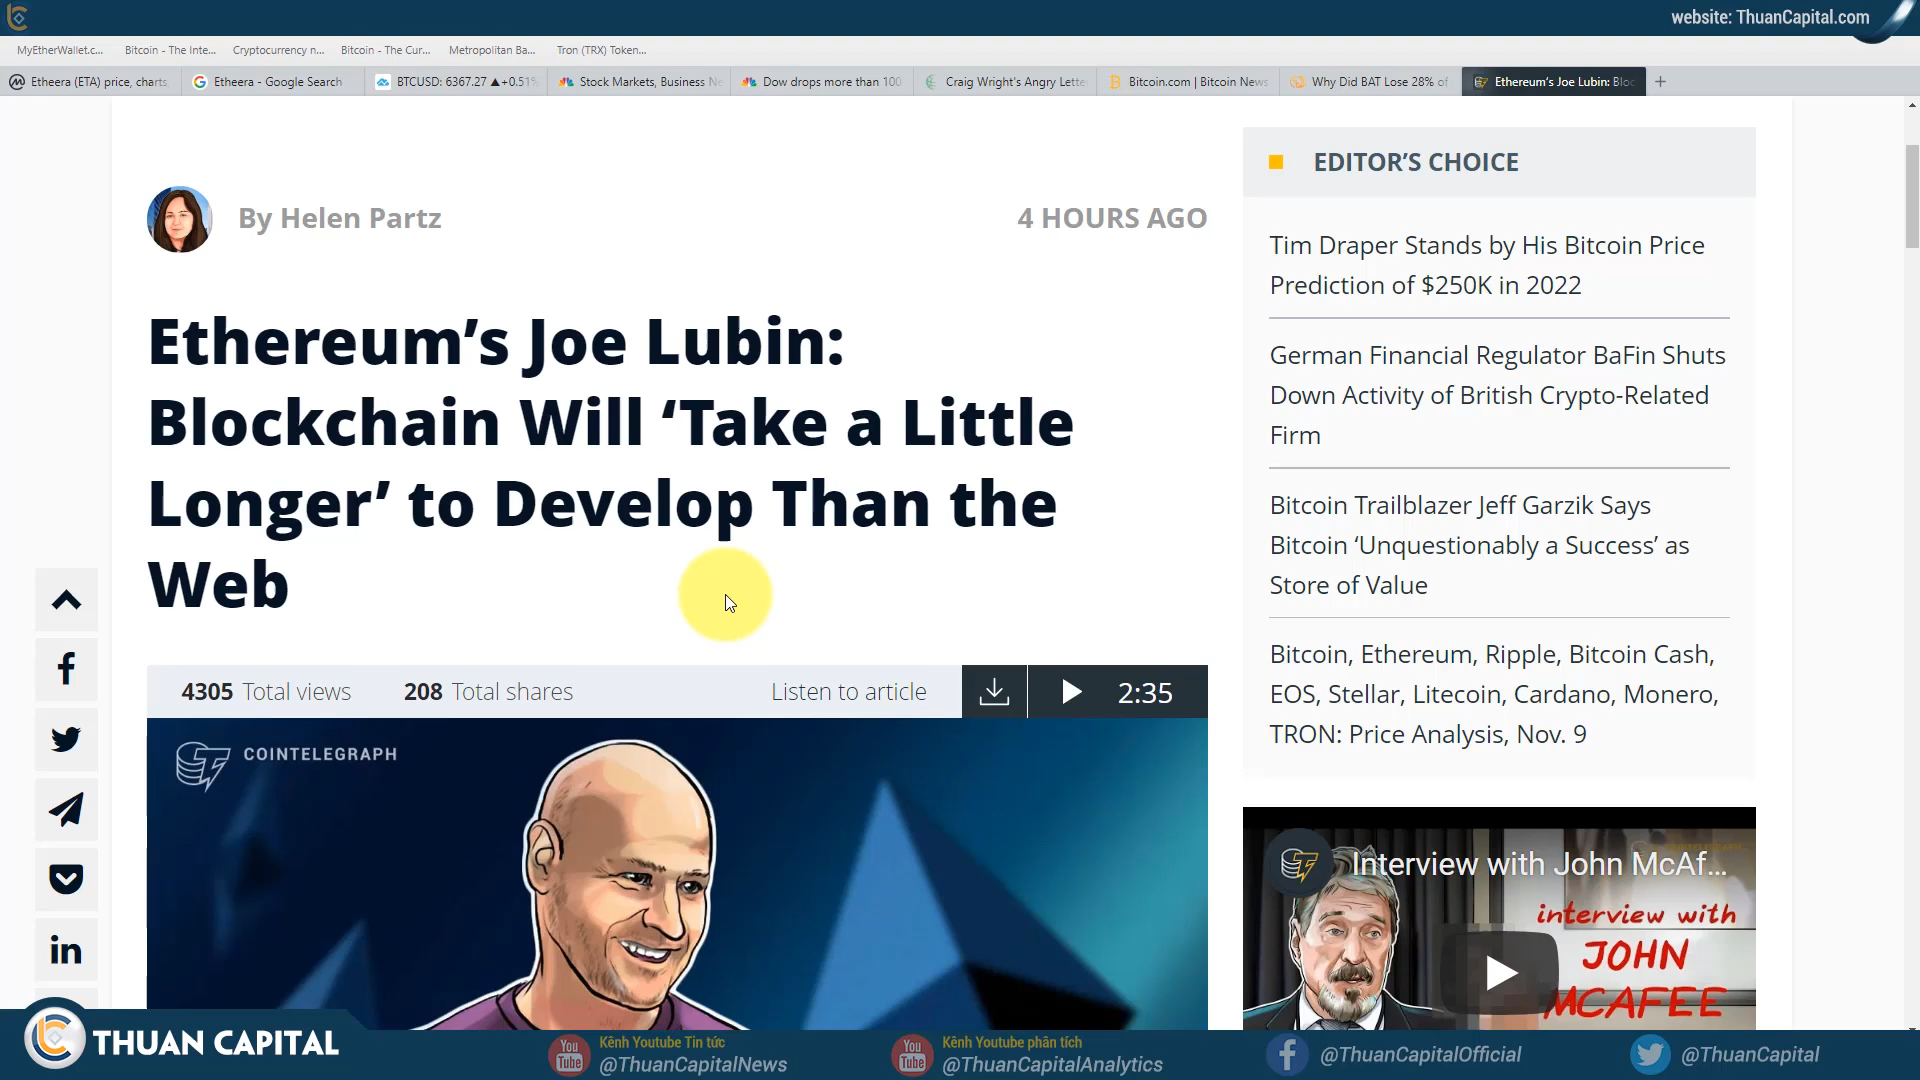 website: ThuanCapital.com
MyEtherWallet.c...
Bitcoin - The Inte...
Cryptocurrency n...
Bitcoin - The Cur...
Metropolitan Ba...
Tron (TRX) Token...
Etheera (ETA) price, charts,
Etheera - Google Search
BTCUSD: 6367.27 ▲+0.51%
Stock Markets, Business Ne
Dow drops more than 100
Craig Wright's Angry Lette
Bitcoin.com | Bitcoin News
Why Did BAT Lose 28% of
Ethereum's Joe Lubin: Bloc
By Helen Partz
4 HOURS AGO
Ethereum’s Joe Lubin:
Blockchain Will ‘Take a Little
Longer’ to Develop Than the
Web
4305 Total views
208 Total shares
Listen to article
2:35
COINTELEGRAPH
EDITOR’S CHOICE
Tim Draper Stands by His Bitcoin Price
Prediction of $250K in 2022
German Financial Regulator BaFin Shuts
Down Activity of British Crypto-Related
Firm
Bitcoin Trailblazer Jeff Garzik Says
Bitcoin ‘Unquestionably a Success’ as
Store of Value
Bitcoin, Ethereum, Ripple, Bitcoin Cash,
EOS, Stellar, Litecoin, Cardano, Monero,
TRON: Price Analysis, Nov. 9
Interview with John McAf...
interview with
JOHN
MCAFEE
THUAN CAPITAL
You
Tube
Kênh Youtube Tin tức
@ThuanCapitalNews
You
Tube
Kênh Youtube phân tích
@ThuanCapitalAnalytics
@ThuanCapitalOfficial
@ThuanCapital